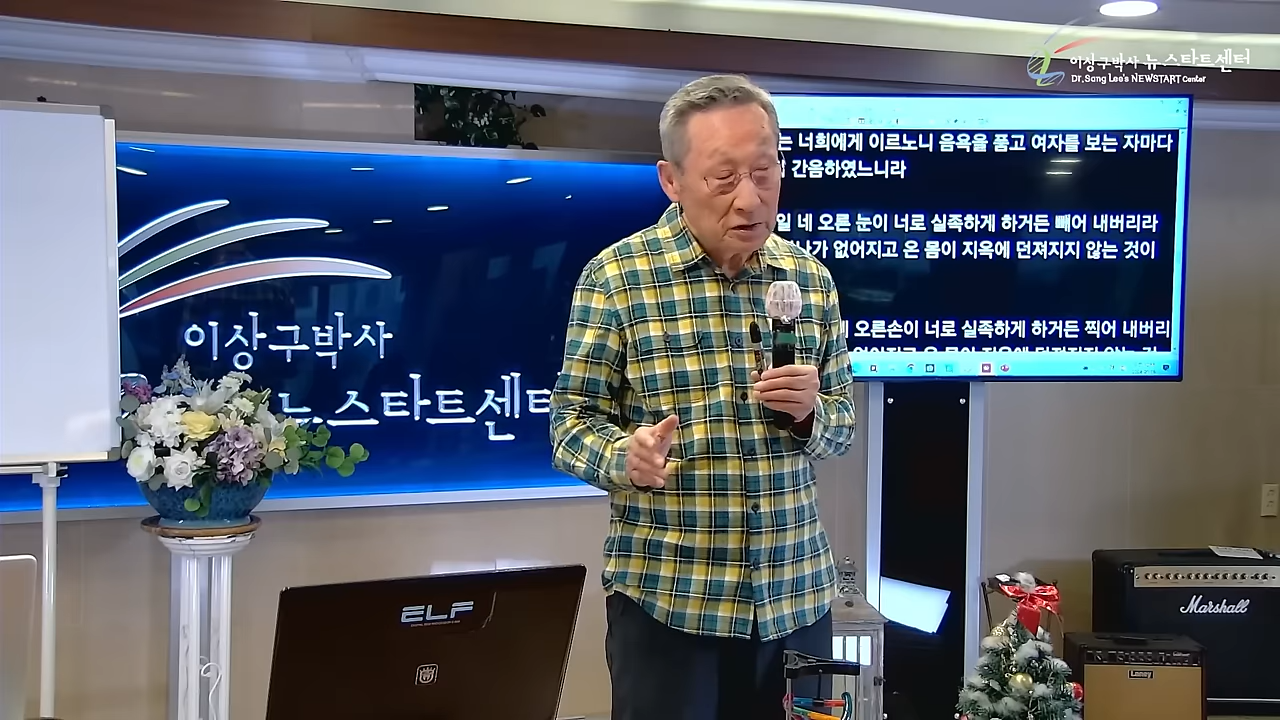 이상구박사 뉴스타트센터
Dr. Sang Lee's NEWSTART Center
는 너희에게 이르노니 음욕을 품고 여자를 보는 자마다
간음하였느니라
일 네 오른 눈이 너로 실족하게 하거든 빼어 내버리라
없어지고 온 몸이 지옥에 던져지지 않는 것이
오른손이 너로 실족하게 하거든 찍어 내버리
이상구박사
뉴스타트센터
ELF
Marshall
Laney